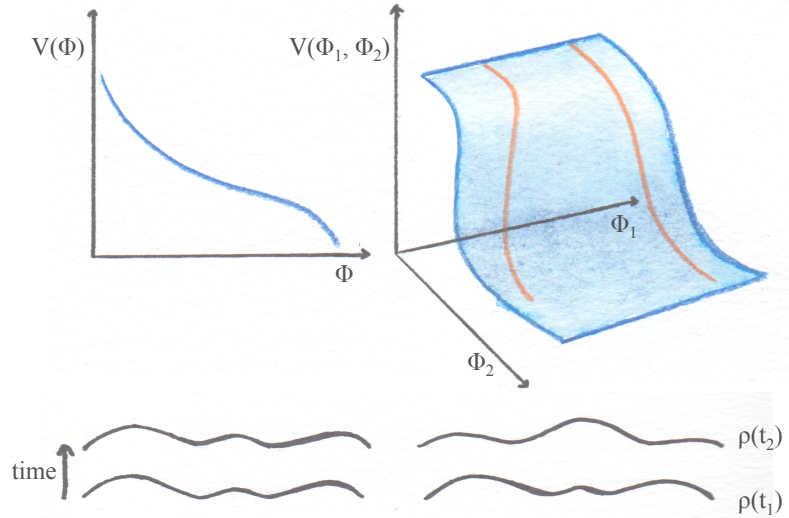 V(Φ)
Φ
V(Φ₁, Φ₂)
Φ₁
Φ₂
time
ρ(t₂)
ρ(t₁)